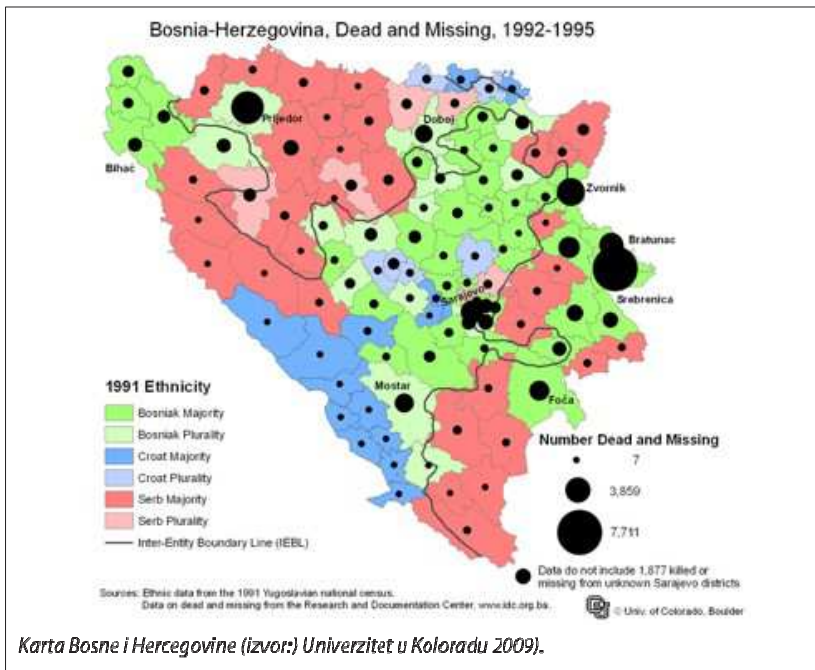 Bosnia-Herzegovina, Dead and Missing, 1992-1995
Prijedor
Doboj
Bihać
Zvornik
Bratunac
Srebrenica
Sarajevo
Mostar
Foča
1991 Ethnicity
Bosniak Majority
Bosniak Plurality
Croat Majority
Croat Plurality
Serb Majority
Serb Plurality
Inter-Entity Boundary Line (IEBL)
Number Dead and Missing
7
3,859
7,711
Data do not include 1,877 killed or
missing from unknown Sarajevo districts
Sources: Ethnic data from the 1991 Yugoslavian national census.
Data on dead and missing from the Research and Documentation Center, www.idc.org.ba.
© Univ. of Colorado, Boulder
Karta Bosne i Hercegovine (izvor:) Univerzitet u Koloradu 2009).